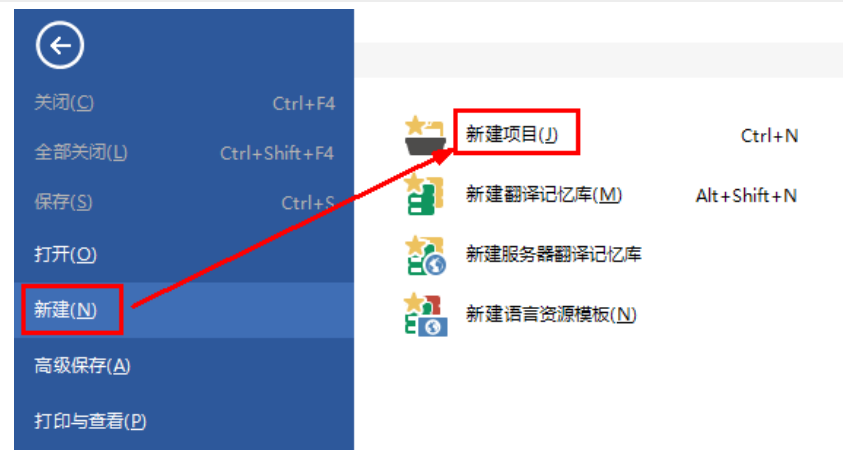 关闭(C) Ctrl+F4
全部关闭(L) Ctrl+Shift+F4
保存(S) Ctrl+S
打开(O)
新建(N)
高级保存(A)
打印与查看(P)
新建项目(J) Ctrl+N
新建翻译记忆库(M) Alt+Shift+N
新建服务器翻译记忆库
新建语言资源模板(N)